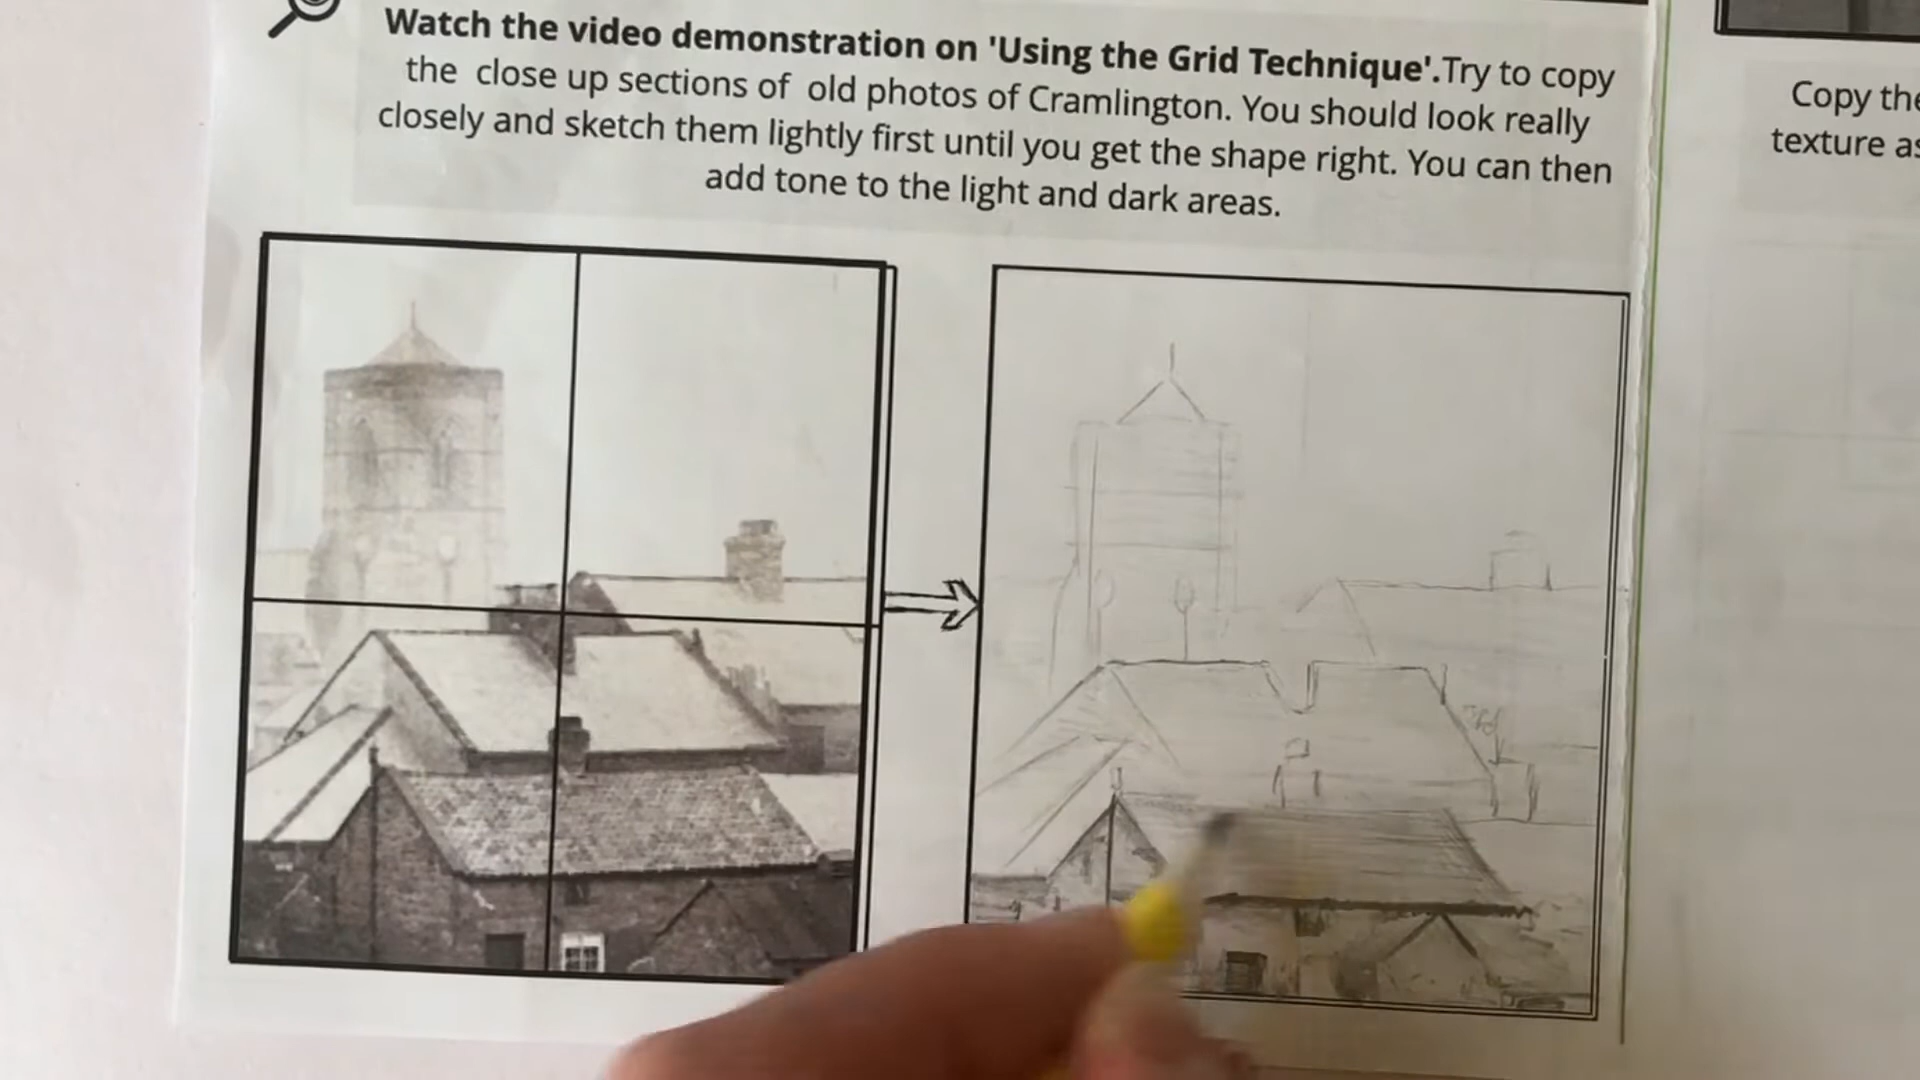 Watch the video demonstration on 'Using the Grid Technique'.Try to copy
the close up sections of old photos of Cramlington. You should look really
closely and sketch them lightly first until you get the shape right. You can then
add tone to the light and dark areas.
Copy the
texture as